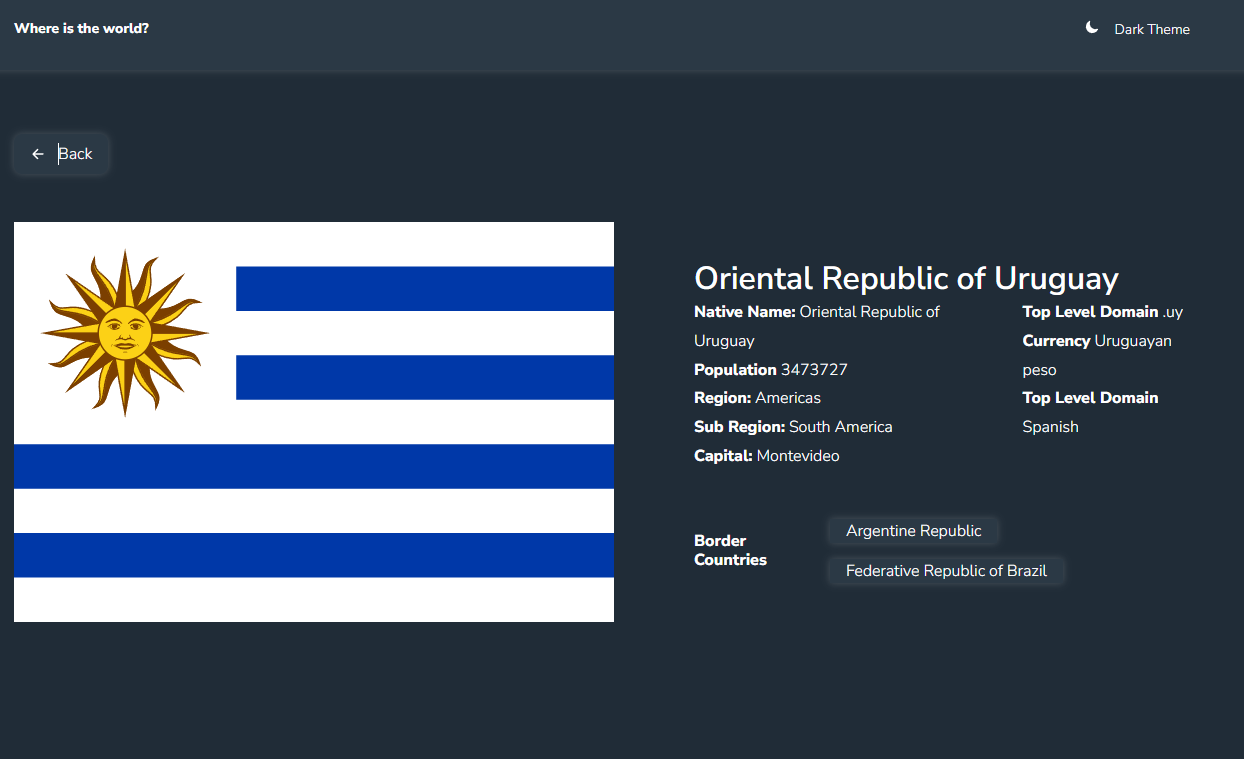 Where is the world?
Dark Theme
Back
Oriental Republic of Uruguay
Native Name: Oriental Republic of
Uruguay
Population 3473727
Region: Americas
Sub Region: South America
Capital: Montevideo
Top Level Domain .uy
Currency Uruguayan
peso
Top Level Domain
Spanish
Border
Countries
Argentine Republic
Federative Republic of Brazil